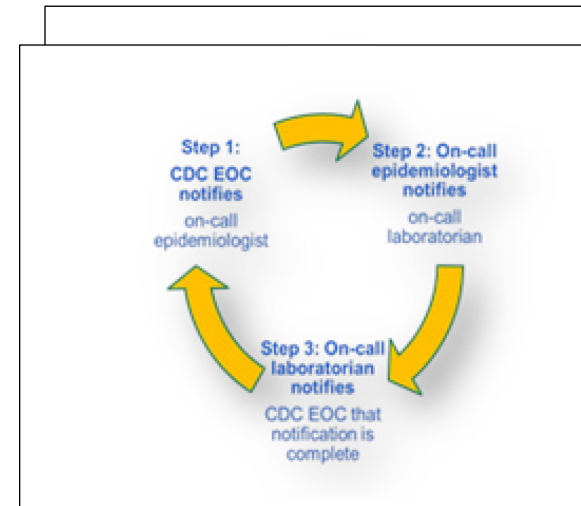 Step 1:
CDC EOC
notifies
on-call
epidemiologist
Step 2: On-call
epidemiologist
notifies
on-call
laboratorian
Step 3: On-call
laboratorian
notifies
CDC EOC that
notification is
complete